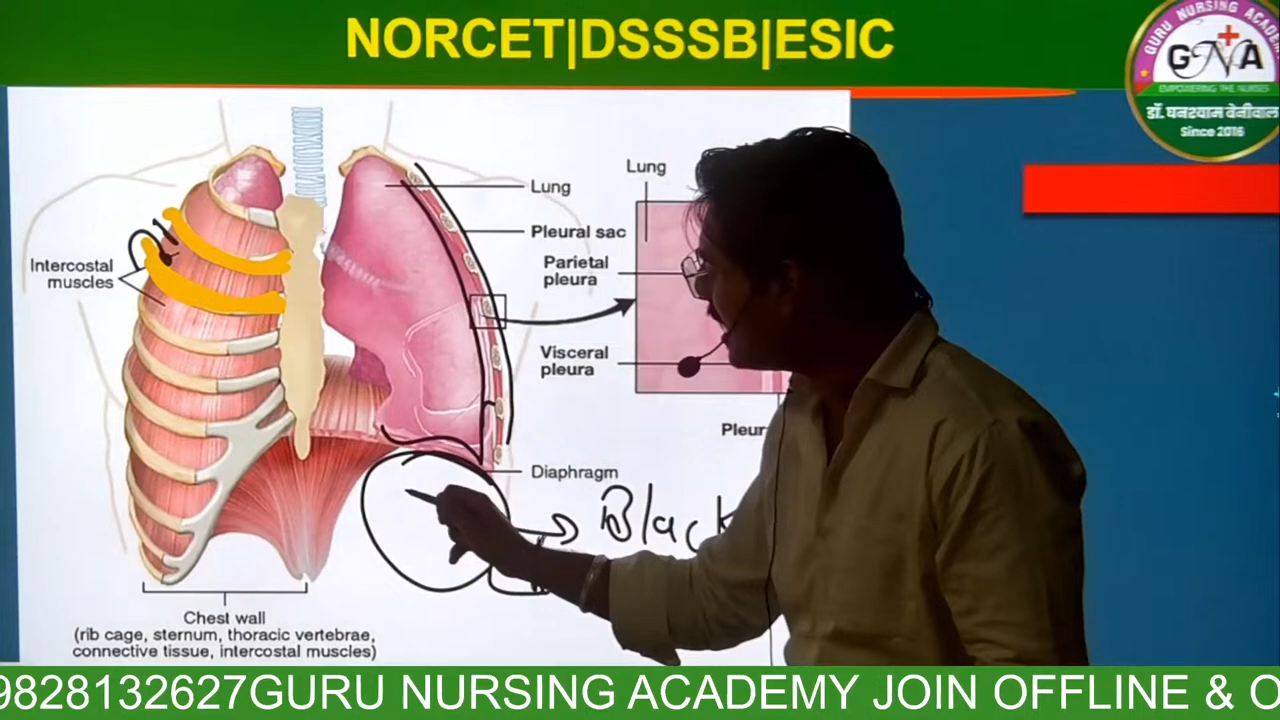 NORCET|DSSSB|ESIC
GURU NURSING ACADE
GNA
EMPOWERING THE NURSES
डॉ. घनश्याम बेनीवाल
Since 2016
Lung
Pleural sac
Parietal
pleura
Visceral
pleura
Lung
Intercostal
muscles
Pleur
Diaphragm
Black
Chest wall
(rib cage, sternum, thoracic vertebrae,
connective tissue, intercostal muscles)
9828132627GURU NURSING ACADEMY JOIN OFFLINE & O